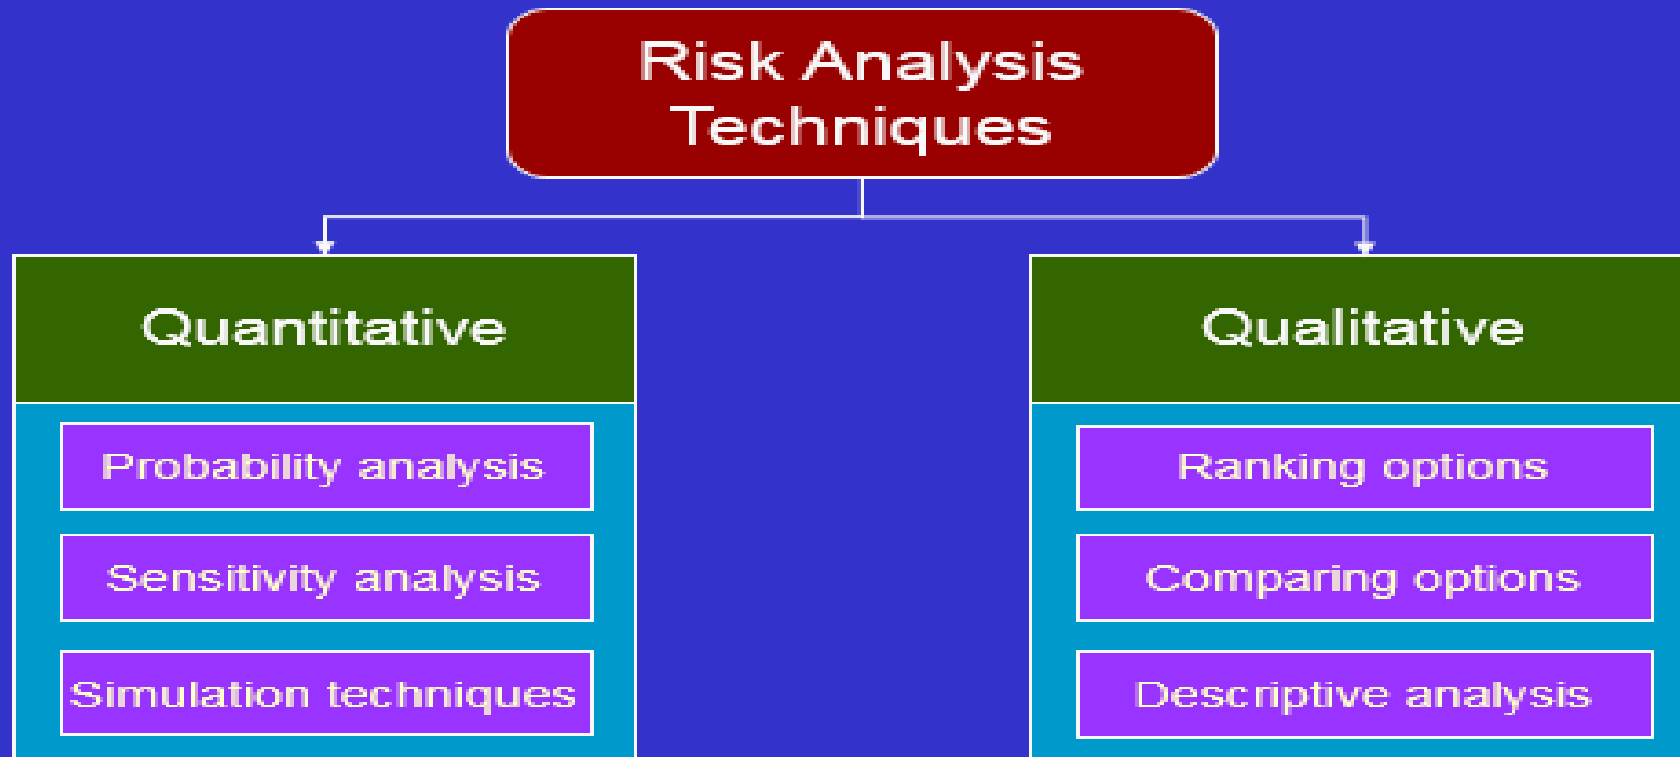 Risk Analysis
Techniques
Quantitative
Probability analysis
Sensitivity analysis
Simulation techniques
Qualitative
Ranking options
Comparing options
Descriptive analysis